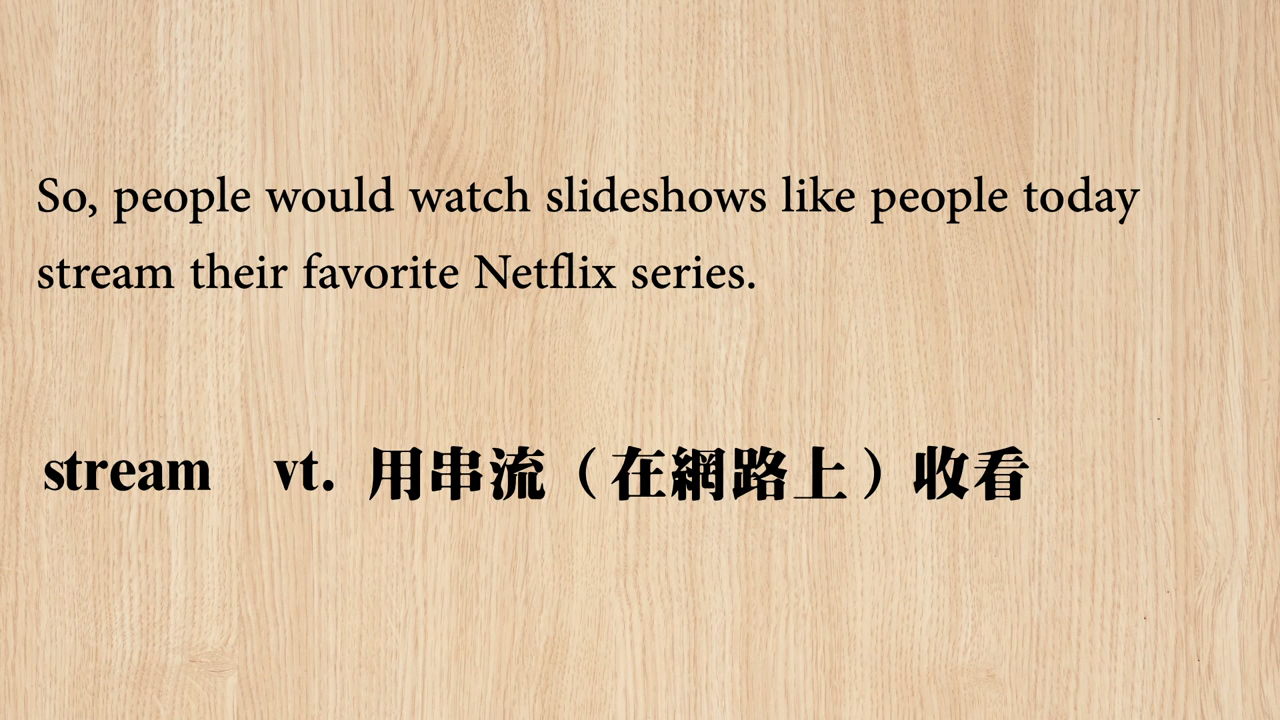 So, people would watch slideshows like people today
stream their favorite Netflix series.
stream vt. 用串流（在網路上）收看